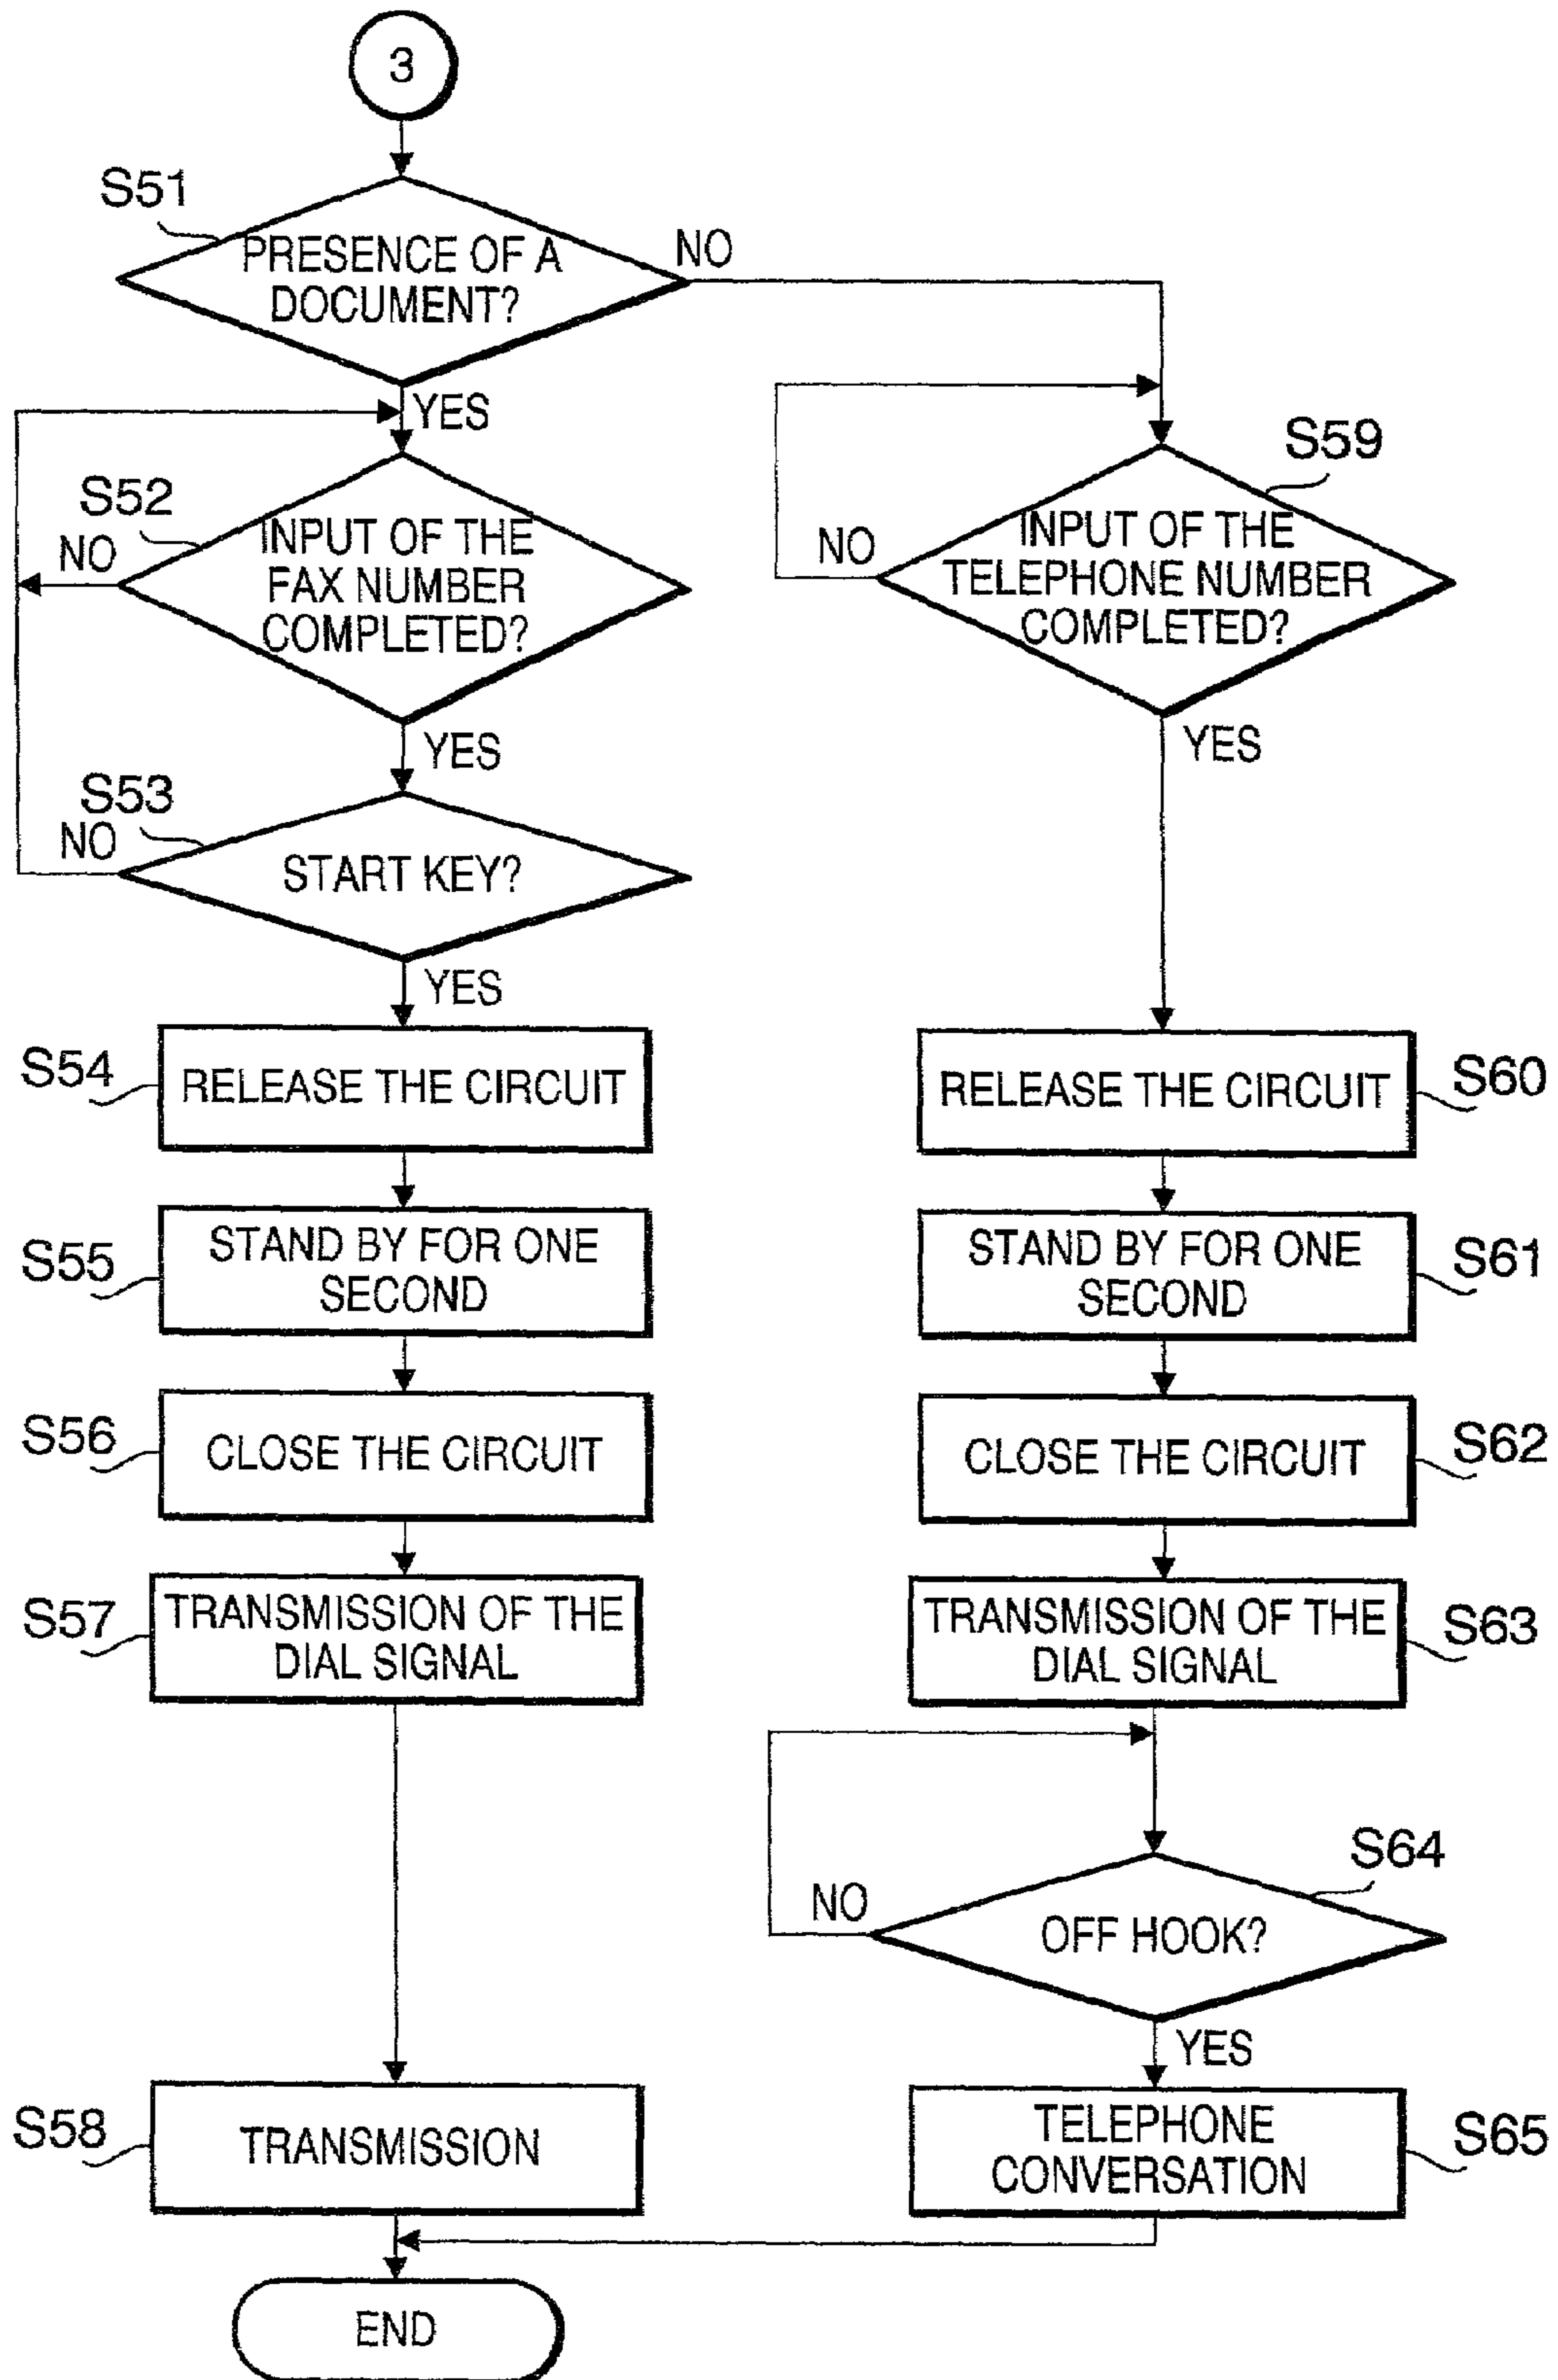 3
S51
PRESENCE OF A
DOCUMENT?
NO
YES
S52
INPUT OF THE
FAX NUMBER
COMPLETED?
NO
YES
S53
START KEY?
NO
YES
S54
RELEASE THE CIRCUIT
S55
STAND BY FOR ONE
SECOND
S56
CLOSE THE CIRCUIT
S57
TRANSMISSION OF THE
DIAL SIGNAL
S58
TRANSMISSION
S59
INPUT OF THE
TELEPHONE NUMBER
COMPLETED?
NO
YES
S60
RELEASE THE CIRCUIT
S61
STAND BY FOR ONE
SECOND
S62
CLOSE THE CIRCUIT
S63
TRANSMISSION OF THE
DIAL SIGNAL
S64
OFF HOOK?
NO
YES
S65
TELEPHONE
CONVERSATION
END